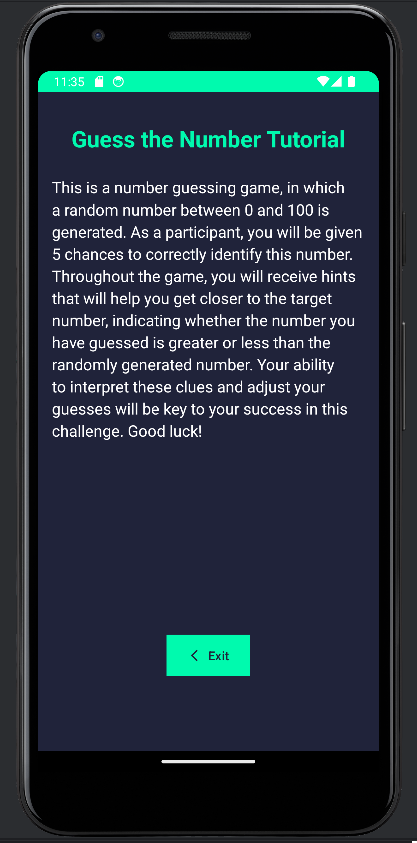 11:35
Guess the Number Tutorial
This is a number guessing game, in which
a random number between 0 and 100 is
generated. As a participant, you will be given
5 chances to correctly identify this number.
Throughout the game, you will receive hints
that will help you get closer to the target
number, indicating whether the number you
have guessed is greater or less than the
randomly generated number. Your ability
to interpret these clues and adjust your
guesses will be key to your success in this
challenge. Good luck!
Exit